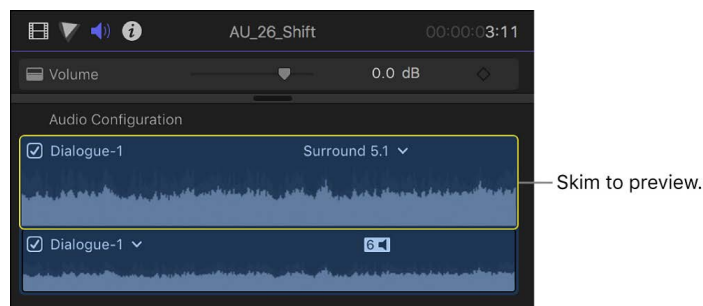 AU_26_Shift 00:00:03:11
Volume 0.0 dB
Audio Configuration
Dialogue-1 Surround 5.1
Skim to preview.
Dialogue-1 6